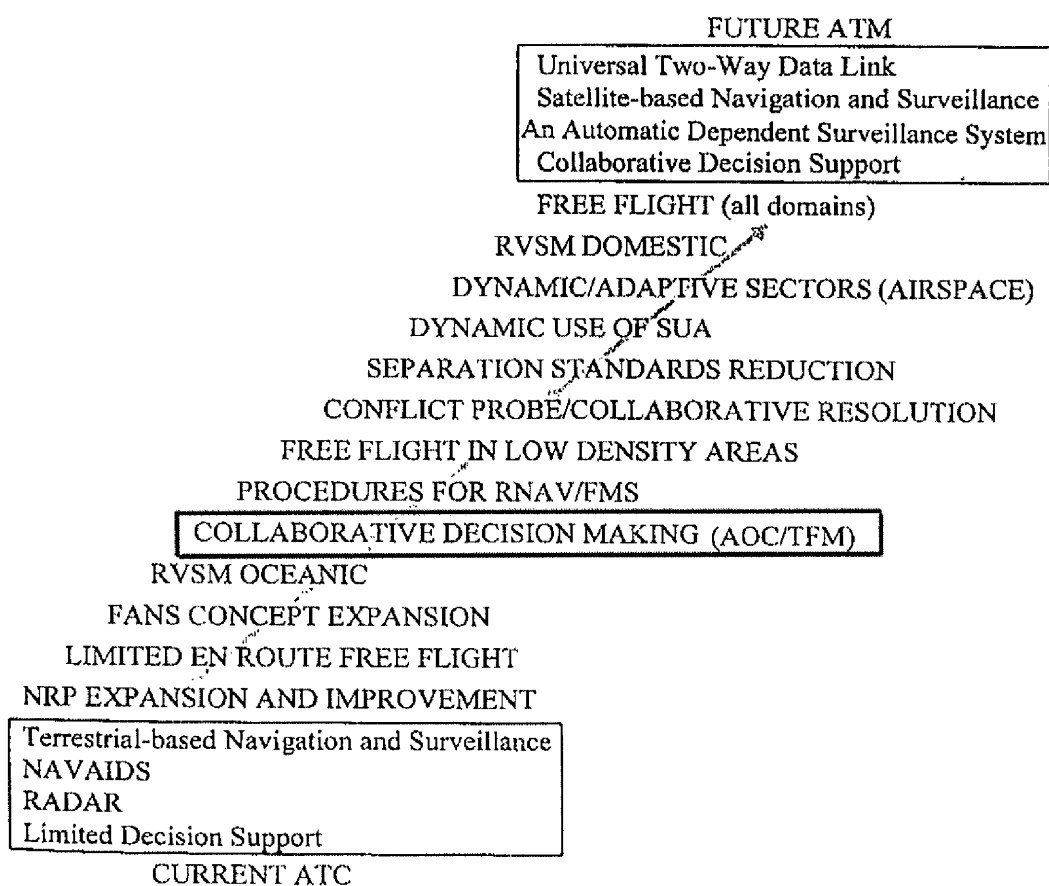 FUTURE ATM
Universal Two-Way Data Link
Satellite-based Navigation and Surveillance
An Automatic Dependent Surveillance System
Collaborative Decision Support
FREE FLIGHT (all domains)
RVSM DOMESTIC
DYNAMIC/ADAPTIVE SECTORS (AIRSPACE)
DYNAMIC USE OF SUA
SEPARATION STANDARDS REDUCTION
CONFLICT PROBE/COLLABORATIVE RESOLUTION
FREE FLIGHT IN LOW DENSITY AREAS
PROCEDURES FOR RNAV/FMS
COLLABORATIVE DECISION MAKING (AOC/TFM)
RVSM OCEANIC
FANS CONCEPT EXPANSION
LIMITED EN ROUTE FREE FLIGHT
NRP EXPANSION AND IMPROVEMENT
Terrestrial-based Navigation and Surveillance
NAVAIDS
RADAR
Limited Decision Support
CURRENT ATC